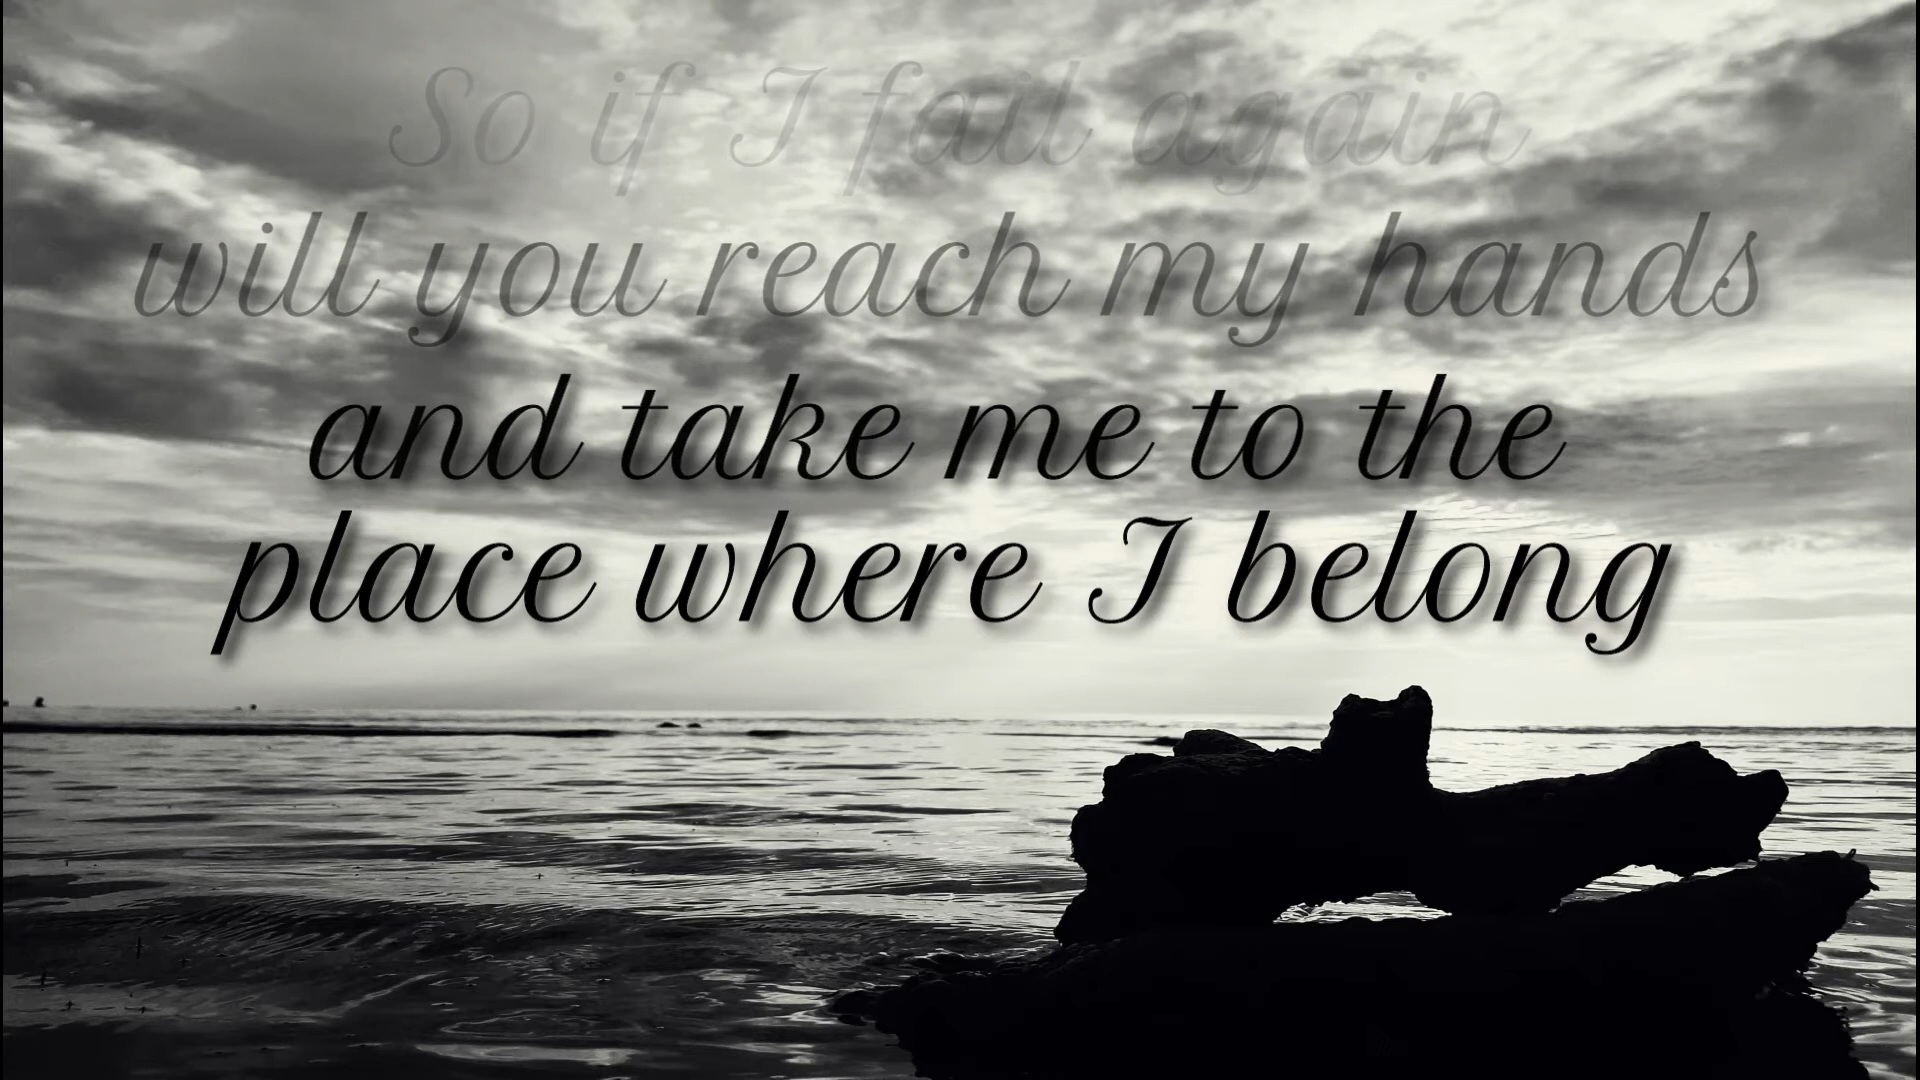 So if I fail again
will you reach my hands
and take me to the
place where I belong